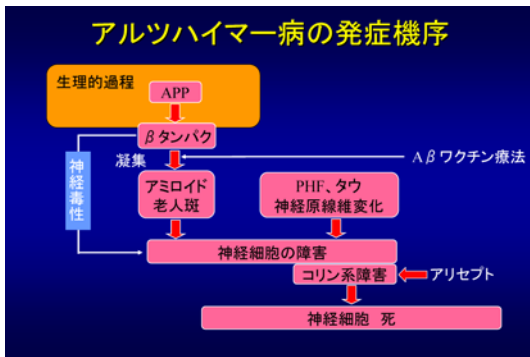 アルツハイマー病の発症機序
生理的過程
APP
βタンパク
凝集
Aβワクチン療法
神経毒性
アミロイド
老人斑
PHF、タウ
神経原線維変化
神経細胞の障害
コリン系障害
アリセプト
神経細胞 死